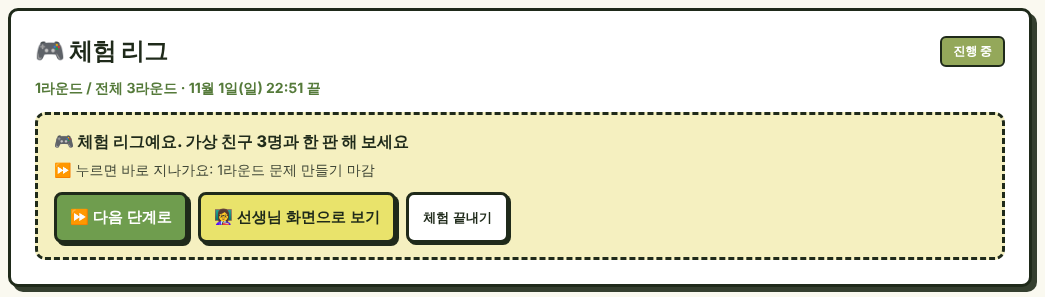 🎮 체험 리그
진행 중
1라운드 / 전체 3라운드 · 11월 1일(일) 22:51 끝
🎮 체험 리그예요. 가상 친구 3명과 한 판 해 보세요
⏩ 누르면 바로 지나가요: 1라운드 문제 만들기 마감
⏩ 다음 단계로
👩‍🏫 선생님 화면으로 보기
체험 끝내기